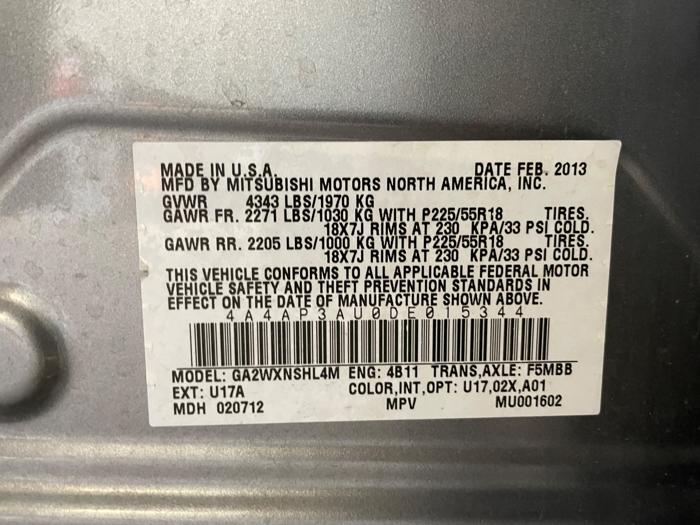 MADE IN U.S.A. DATE FEB. 2013
MFD BY MITSUBISHI MOTORS NORTH AMERICA, INC.
GVWR 4343 LBS/1970 KG
GAWR FR. 2271 LBS/1030 KG WITH P225/55R18 TIRES,
18X7J RIMS AT 230 KPA/33 PSI COLD.
GAWR RR. 2205 LBS/1000 KG WITH P225/55R18 TIRES,
18X7J RIMS AT 230 KPA/33 PSI COLD.
THIS VEHICLE CONFORMS TO ALL APPLICABLE FEDERAL MOTOR
VEHICLE SAFETY AND THEFT PREVENTION STANDARDS IN
EFFECT ON THE DATE OF MANUFACTURE SHOWN ABOVE.
4A4AP3AU0DE015344
MODEL: GA2WXNSHL4M ENG: 4B11 TRANS,AXLE: F5MBB
EXT: U17A COLOR,INT,OPT: U17,02X,A01
MDH 020712 MPV MU001602